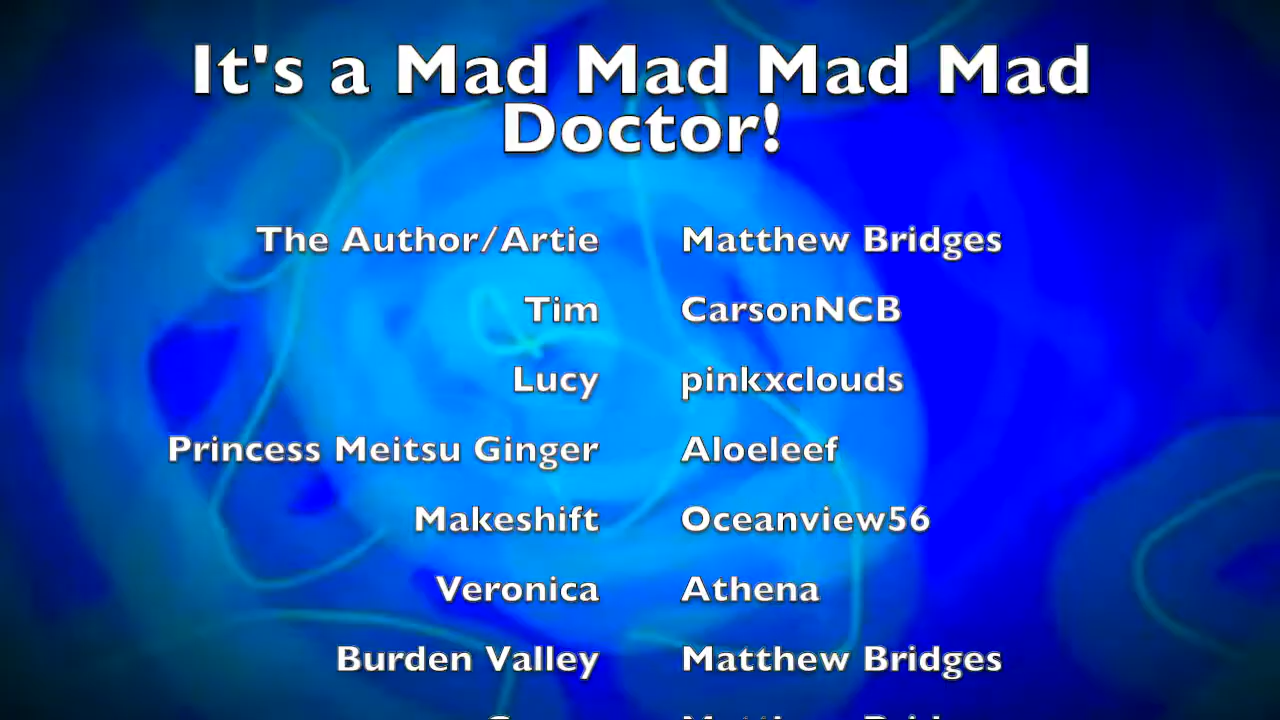 It's a Mad Mad Mad Mad
Doctor!
The Author/Artie Matthew Bridges
Tim CarsonNCB
Lucy pinkxclouds
Princess Meitsu Ginger Aloeleef
Makeshift Oceanview56
Veronica Athena
Burden Valley Matthew Bridges